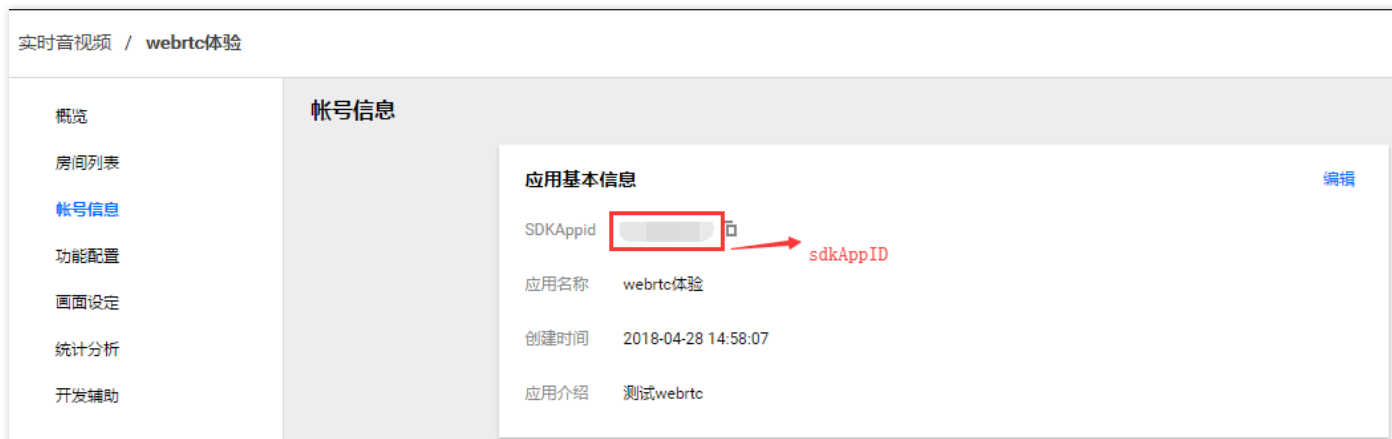 实时音视频 / webrtc体验
概览
房间列表
帐号信息
功能配置
画面设定
统计分析
开发辅助
帐号信息
应用基本信息 编辑
SDKAppid
sdkAppID
应用名称 webrtc体验
创建时间 2018-04-28 14:58:07
应用介绍 测试webrtc